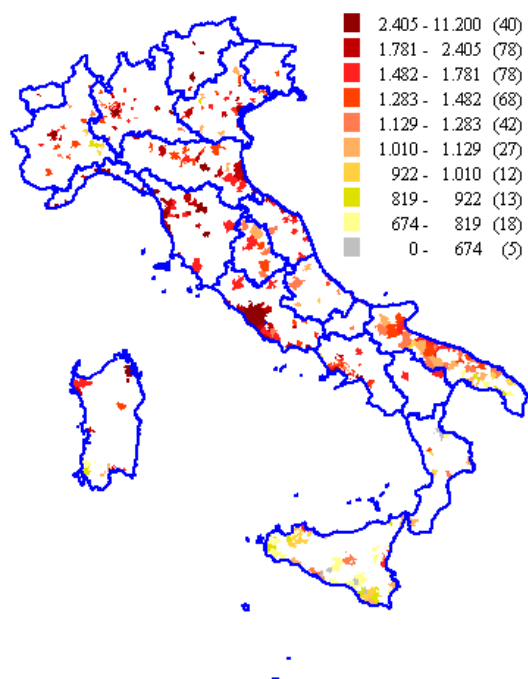 2.405 - 11.200 (40)
1.781 - 2.405 (78)
1.482 - 1.781 (78)
1.283 - 1.482 (68)
1.129 - 1.283 (42)
1.010 - 1.129 (27)
922 - 1.010 (12)
819 - 922 (13)
674 - 819 (18)
0 - 674 (5)